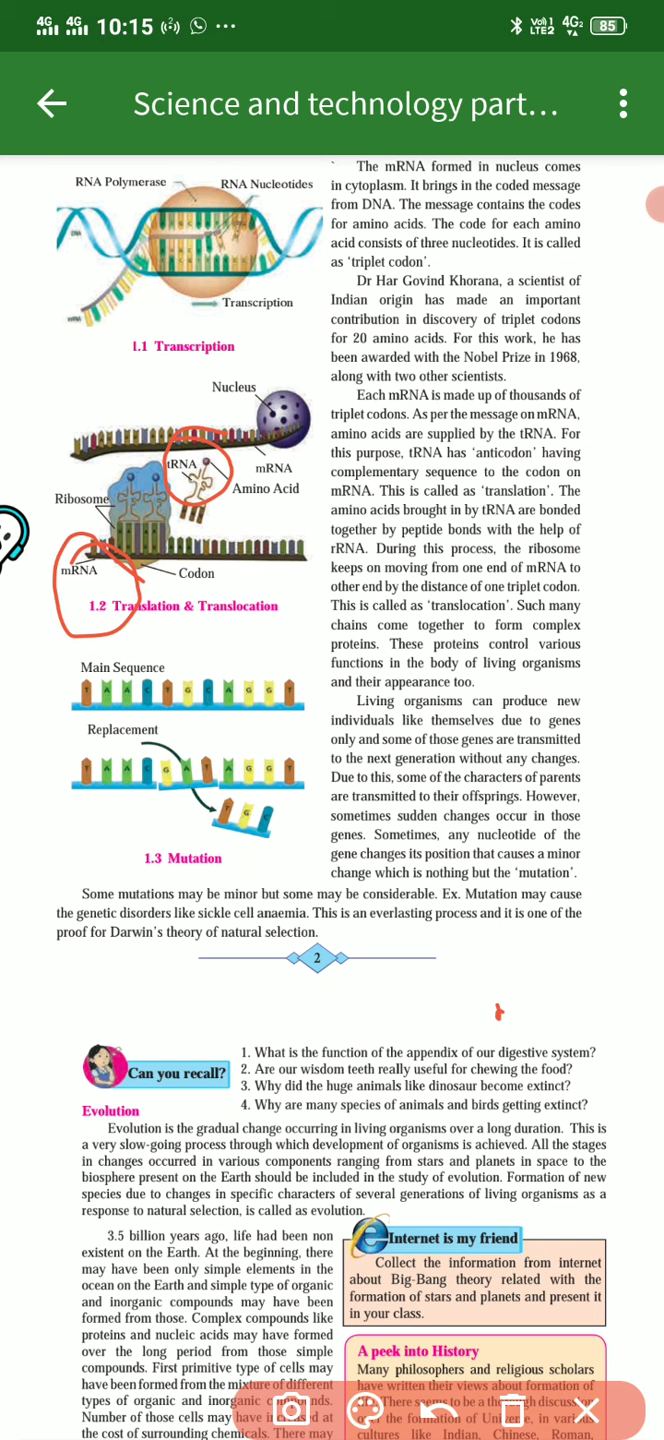 4G 4G 10:15
Vo)) 1 LTE2 4G2 85
Science and technology part...
RNA Polymerase
RNA Nucleotides
DNA
mRNA
Transcription
1.1 Transcription
Nucleus
tRNA
mRNA
Amino Acid
Ribosome
mRNA
Codon
1.2 Translation & Translocation
Main Sequence
T A A C T G C A G G T
Replacement
T A A C G A T A G G T
T G C
1.3 Mutation
The mRNA formed in nucleus comes
in cytoplasm. It brings in the coded message
from DNA. The message contains the codes
for amino acids. The code for each amino
acid consists of three nucleotides. It is called
as ‘triplet codon’.
Dr Har Govind Khorana, a scientist of
Indian origin has made an important
contribution in discovery of triplet codons
for 20 amino acids. For this work, he has
been awarded with the Nobel Prize in 1968,
along with two other scientists.
Each mRNA is made up of thousands of
triplet codons. As per the message on mRNA,
amino acids are supplied by the tRNA. For
this purpose, tRNA has ‘anticodon’ having
complementary sequence to the codon on
mRNA. This is called as ‘translation’. The
amino acids brought in by tRNA are bonded
together by peptide bonds with the help of
rRNA. During this process, the ribosome
keeps on moving from one end of mRNA to
other end by the distance of one triplet codon.
This is called as ‘translocation’. Such many
chains come together to form complex
proteins. These proteins control various
functions in the body of living organisms
and their appearance too.
Living organisms can produce new
individuals like themselves due to genes
only and some of those genes are transmitted
to the next generation without any changes.
Due to this, some of the characters of parents
are transmitted to their offsprings. However,
sometimes sudden changes occur in those
genes. Sometimes, any nucleotide of the
gene changes its position that causes a minor
change which is nothing but the ‘mutation’.
Some mutations may be minor but some may be considerable. Ex. Mutation may cause
the genetic disorders like sickle cell anaemia. This is an everlasting process and it is one of the
proof for Darwin’s theory of natural selection.
2
Can you recall?
1. What is the function of the appendix of our digestive system?
2. Are our wisdom teeth really useful for chewing the food?
3. Why did the huge animals like dinosaur become extinct?
4. Why are many species of animals and birds getting extinct?
Evolution
Evolution is the gradual change occurring in living organisms over a long duration. This is
a very slow-going process through which development of organisms is achieved. All the stages
in changes occurred in various components ranging from stars and planets in space to the
biosphere present on the Earth should be included in the study of evolution. Formation of new
species due to changes in specific characters of several generations of living organisms as a
response to natural selection, is called as evolution.
3.5 billion years ago, life had been non
existent on the Earth. At the beginning, there
may have been only simple elements in the
ocean on the Earth and simple type of organic
and inorganic compounds may have been
formed from those. Complex compounds like
proteins and nucleic acids may have formed
over the long period from those simple
compounds. First primitive type of cells may
have been formed from the mixture of different
types of organic and inorganic compounds.
Number of those cells may have increased at
the cost of surrounding chemicals. There may
Internet is my friend
Collect the information from internet
about Big-Bang theory related with the
formation of stars and planets and present it
in your class.
A peek into History
Many philosophers and religious scholars
have written their views about formation of
There seems to be a thorough discussion
over the formation of Universe, in various
cultures like Indian, Chinese, Roman,